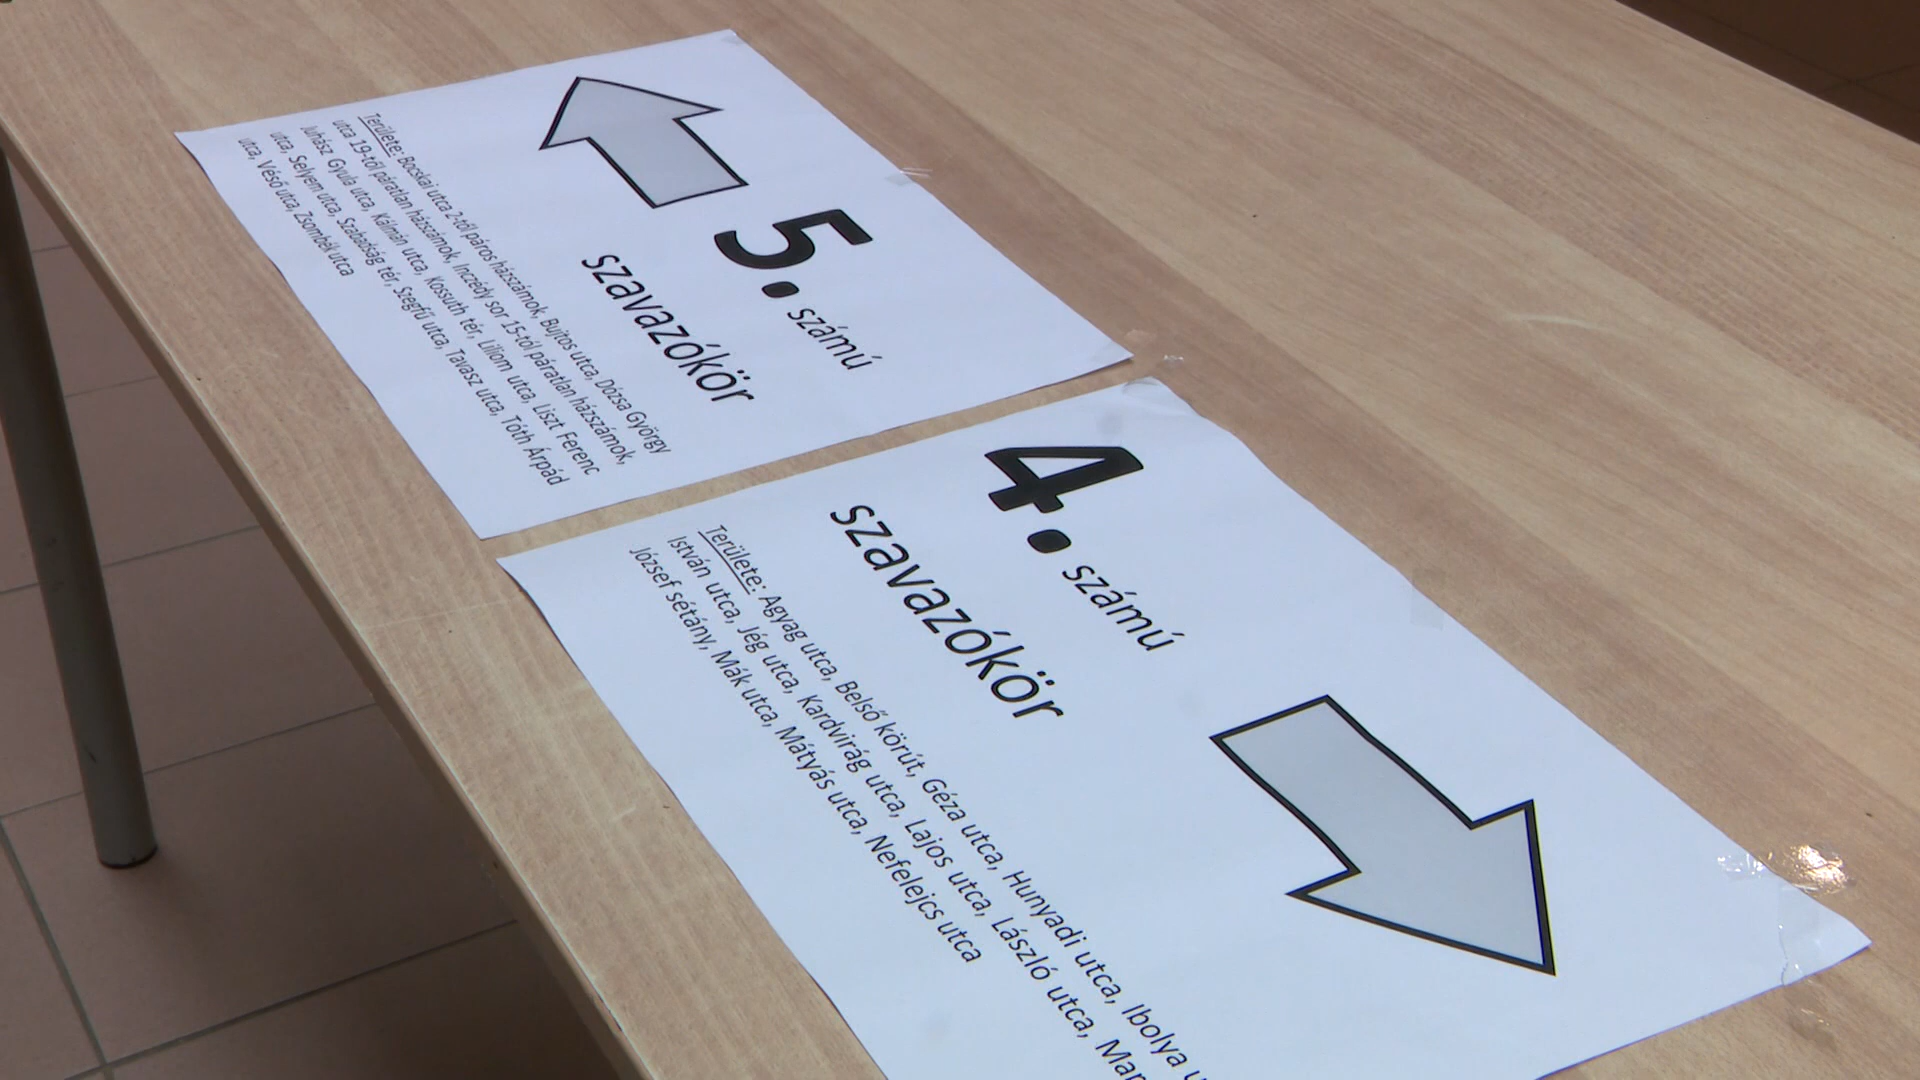 5. számú
szavazókör
Területe: Bocskai utca 2-től páros házszámok, Bujtos utca, Dózsa György
utca 19-től páratlan házszámok, Inczédy sor 15-től páratlan házszámok,
Juhász Gyula utca, Kálmán utca, Kossuth tér, Liliom utca, Liszt Ferenc
utca, Selyem utca, Szabadság tér, Szegfű utca, Tavasz utca, Tóth Árpád
utca, Véső utca, Zsombék utca
4. számú
szavazókör
Területe: Agyag utca, Belső körút, Géza utca, Hunyadi utca, Ibolya u
István utca, Jég utca, Kardvirág utca, Lajos utca, László utca, Mar
József sétány, Mák utca, Mátyás utca, Nefelejcs utca